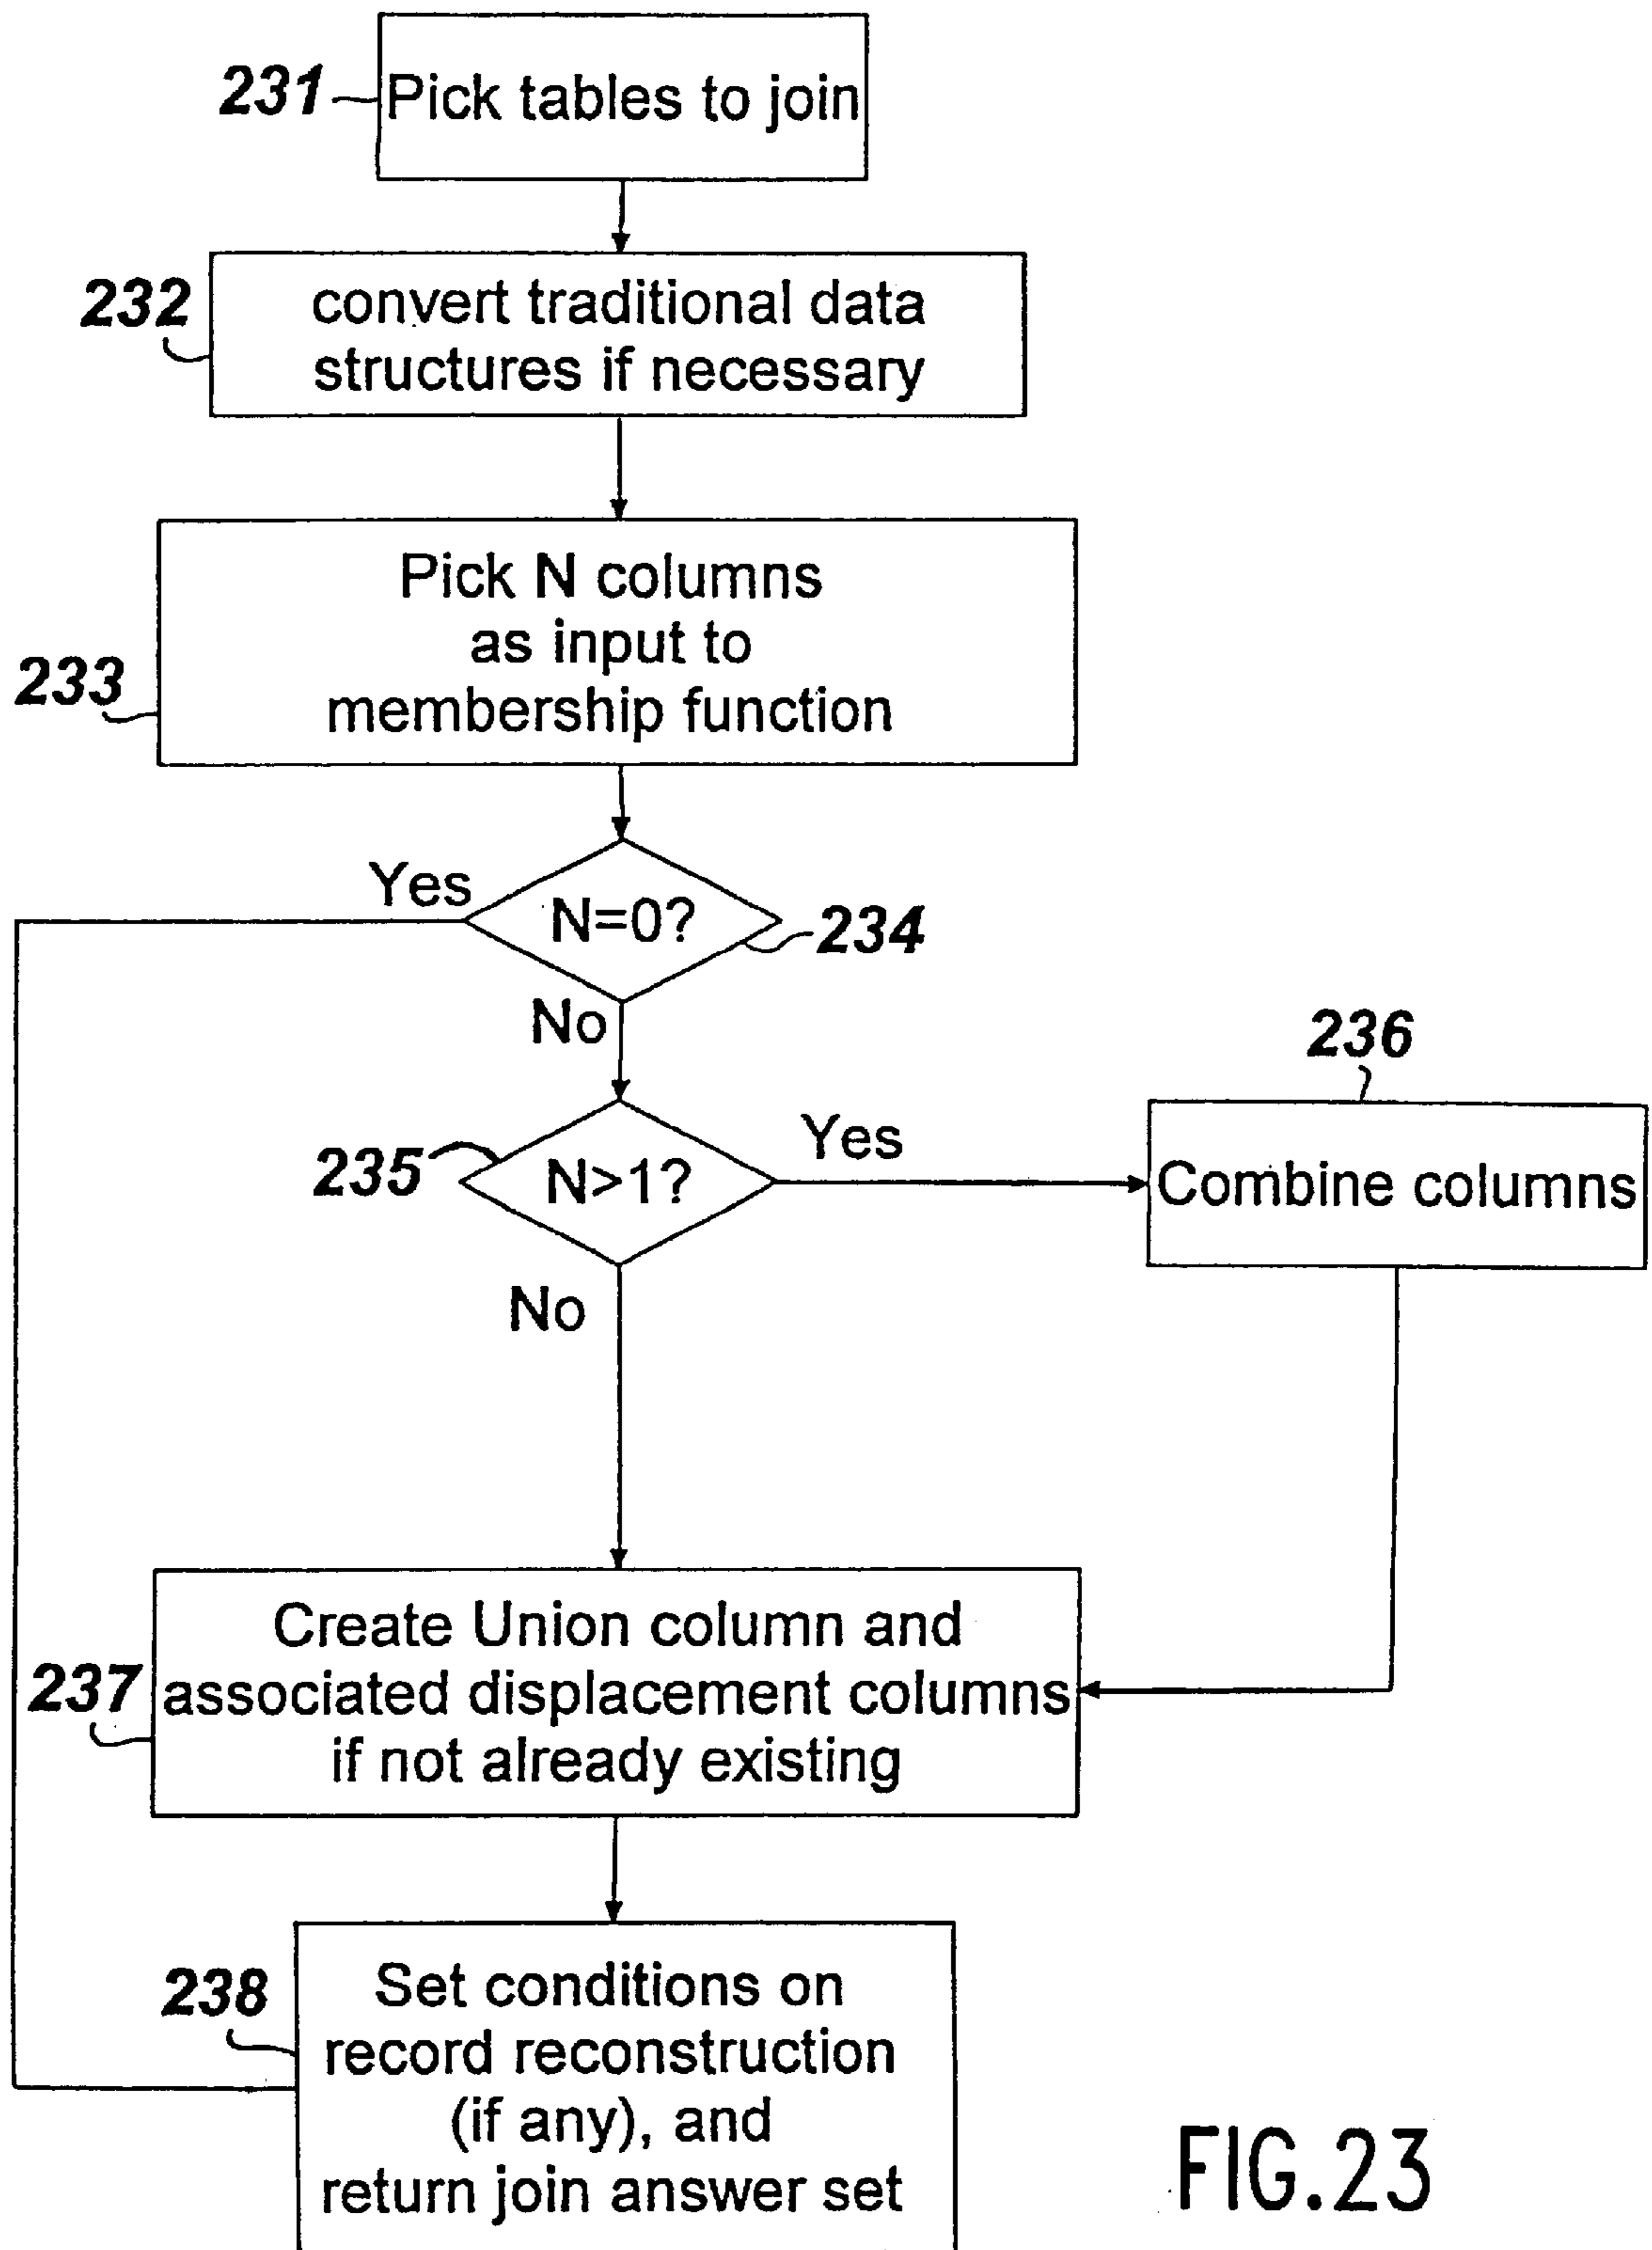 231
Pick tables to join
232
convert traditional data
structures if necessary
233
Pick N columns
as input to
membership function
Yes
N=0?
234
No
235
N>1?
Yes
236
Combine columns
No
237
Create Union column and
associated displacement columns
if not already existing
238
Set conditions on
record reconstruction
(if any), and
return join answer set
FIG.23